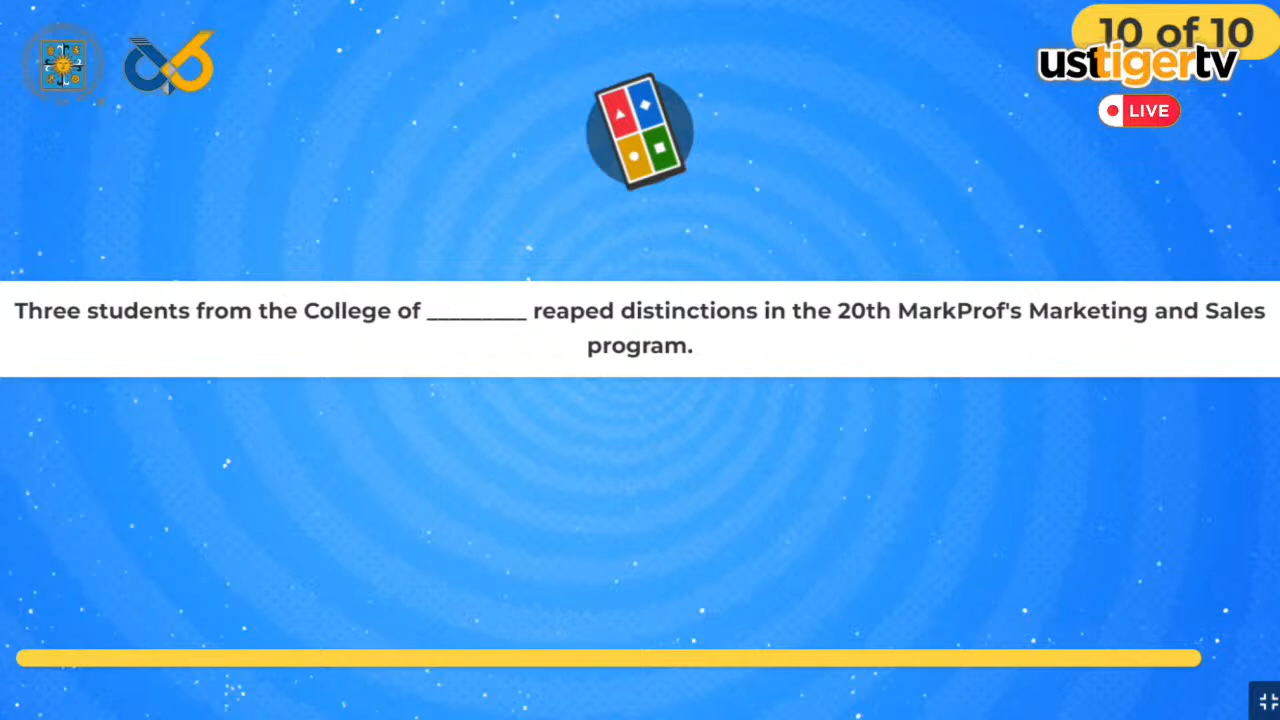 10 of 10
usttigertv
LIVE
Three students from the College of _________ reaped distinctions in the 20th MarkProf's Marketing and Sales
program.